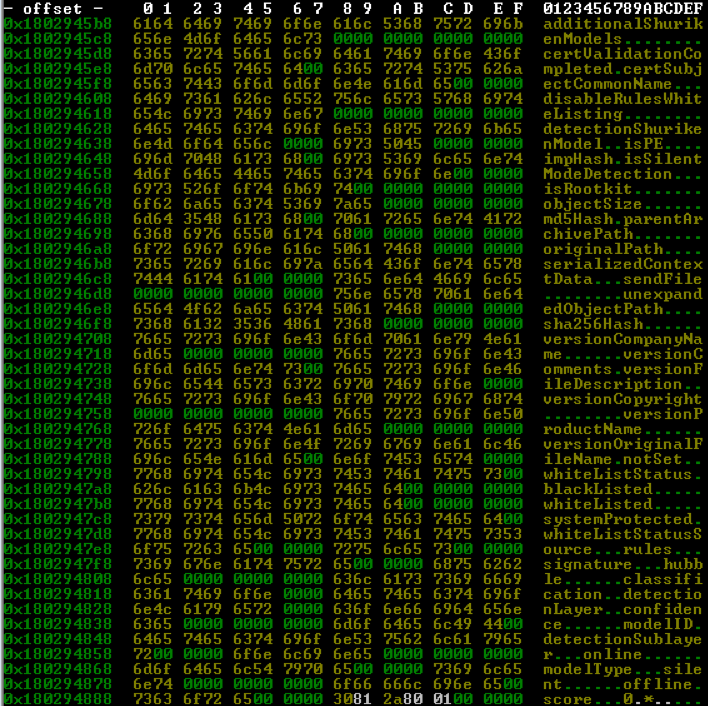 - offset -   0 1  2 3  4 5  6 7  8 9  A B  C D  E F  0123456789ABCDEF
0x1802945b8  6164 6469 7469 6f6e 616c 5368 7572 696b  additionalShurik
0x1802945c8  656e 4d6f 6465 6c73 0000 0000 0000 0000  enModels........
0x1802945d8  6365 7274 5661 6c69 6461 7469 6f6e 436f  certValidationCo
0x1802945e8  6d70 6c65 7465 6400 6365 7274 5375 626a  mpleted.certSubj
0x1802945f8  6563 7443 6f6d 6d6f 6e4e 616d 6500 0000  ectCommonName...
0x180294608  6469 7361 626c 6552 756c 6573 5768 6974  disableRulesWhit
0x180294618  654c 6973 7469 6e67 0000 0000 0000 0000  eListing........
0x180294628  6465 7465 6374 696f 6e53 6875 7269 6b65  detectionShurike
0x180294638  6e4d 6f64 656c 0000 6973 5045 0000 0000  nModel..isPE....
0x180294648  696d 7048 6173 6800 6973 5369 6c65 6e74  impHash.isSilent
0x180294658  4d6f 6465 4465 7465 6374 696f 6e00 0000  ModeDetection...
0x180294668  6973 526f 6f74 6b69 7400 0000 0000 0000  isRootkit.......
0x180294678  6f62 6a65 6374 5369 7a65 0000 0000 0000  objectSize......
0x180294688  6d64 3548 6173 6800 7061 7265 6e74 4172  md5Hash.parentAr
0x180294698  6368 6976 6550 6174 6800 0000 0000 0000  chivePath.......
0x1802946a8  6f72 6967 696e 616c 5061 7468 0000 0000  originalPath....
0x1802946b8  7365 7269 616c 697a 6564 436f 6e74 6578  serializedContex
0x1802946c8  7444 6174 6100 0000 7365 6e64 4669 6c65  tData...sendFile
0x1802946d8  0000 0000 0000 0000 756e 6578 7061 6e64  ........unexpand
0x1802946e8  6564 4f62 6a65 6374 5061 7468 0000 0000  edObjectPath....
0x1802946f8  7368 6132 3536 4861 7368 0000 0000 0000  sha256Hash......
0x180294708  7665 7273 696f 6e43 6f6d 7061 6e79 4e61  versionCompanyNa
0x180294718  6d65 0000 0000 0000 7665 7273 696f 6e43  me......versionC
0x180294728  6f6d 6d65 6e74 7300 7665 7273 696f 6e46  omments.versionF
0x180294738  696c 6544 6573 6372 6970 7469 6f6e 0000  ileDescription..
0x180294748  7665 7273 696f 6e43 6f70 7972 6967 6874  versionCopyright
0x180294758  0000 0000 0000 0000 7665 7273 696f 6e50  ........versionP
0x180294768  726f 6475 6374 4e61 6d65 0000 0000 0000  roductName......
0x180294778  7665 7273 696f 6e4f 7269 6769 6e61 6c46  versionOriginalF
0x180294788  696c 654e 616d 6500 6e6f 7453 6574 0000  ileName.notSet..
0x180294798  7768 6974 654c 6973 7453 7461 7475 7300  whiteListStatus.
0x1802947a8  626c 6163 6b4c 6973 7465 6400 0000 0000  blackListed.....
0x1802947b8  7768 6974 654c 6973 7465 6400 0000 0000  whiteListed.....
0x1802947c8  7379 7374 656d 5072 6f74 6563 7465 6400  systemProtected.
0x1802947d8  7768 6974 654c 6973 7453 7461 7475 7353  whiteListStatusS
0x1802947e8  6f75 7263 6500 0000 7275 6c65 7300 0000  ource...rules...
0x1802947f8  7369 676e 6174 7572 6500 0000 6875 6262  signature...hubb
0x180294808  6c65 0000 0000 0000 636c 6173 7369 6669  le......classifi
0x180294818  6361 7469 6f6e 0000 6465 7465 6374 696f  cation..detectio
0x180294828  6e4c 6179 6572 0000 636f 6e66 6964 656e  nLayer..confiden
0x180294838  6365 0000 0000 0000 6d6f 6465 6c49 4400  ce......modelID.
0x180294848  6465 7465 6374 696f 6e53 7562 6c61 7965  detectionSublaye
0x180294858  7200 0000 6f6e 6c69 6e65 0000 0000 0000  r...online......
0x180294868  6d6f 6465 6c54 7970 6500 0000 7369 6c65  modelType...sile
0x180294878  6e74 0000 0000 0000 6f66 666c 696e 6500  nt......offline.
0x180294888  7363 6f72 6500 0000 3081 2a80 0100 0000  score...0.*.....